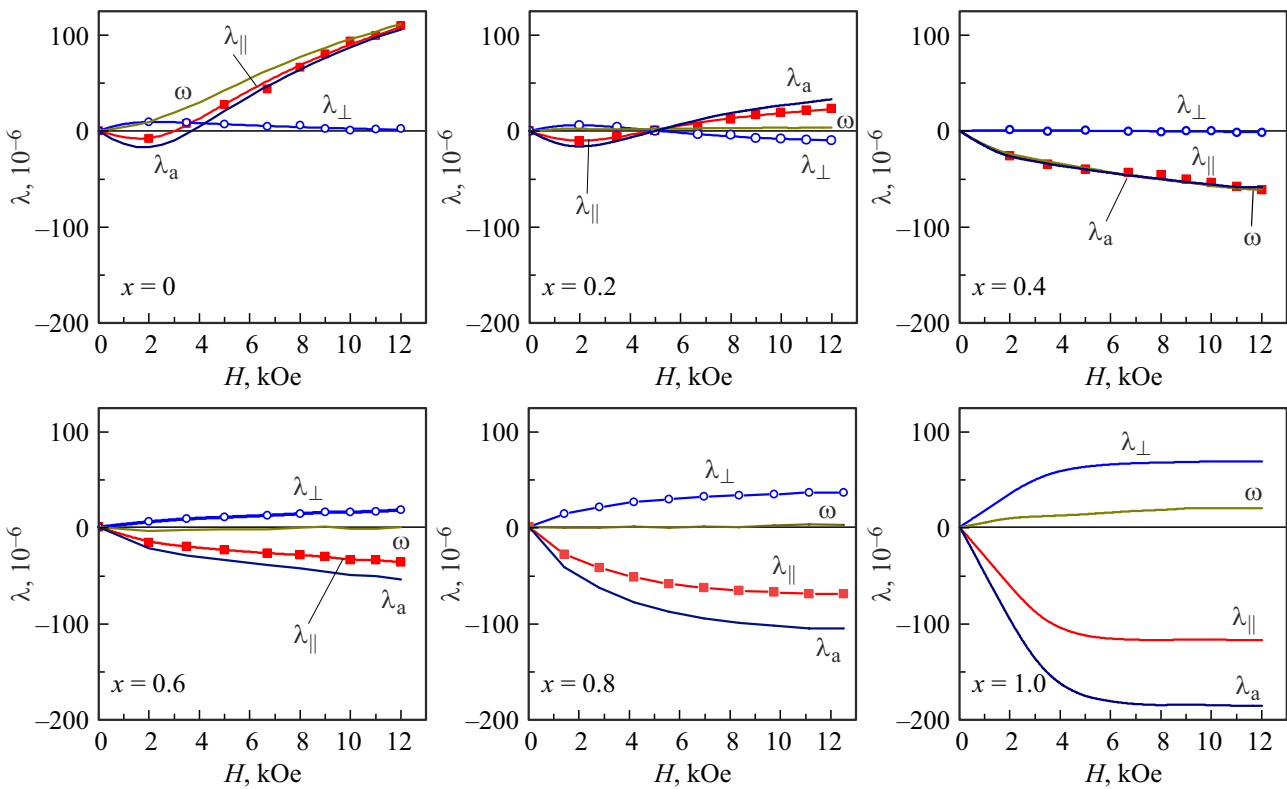 100
0
–100
–200
λ, 10⁻⁶
λ∥
ω
λ⊥
λₐ
x = 0
0 2 4 6 8 10 12
H, kOe
100
0
–100
–200
λ, 10⁻⁶
λₐ
ω
λ⊥
λ∥
x = 0.2
0 2 4 6 8 10 12
H, kOe
100
0
–100
–200
λ, 10⁻⁶
λ⊥
λ∥
λₐ
ω
x = 0.4
0 2 4 6 8 10 12
H, kOe
100
0
–100
–200
λ, 10⁻⁶
λ⊥
ω
λₐ
λ∥
x = 0.6
0 2 4 6 8 10 12
H, kOe
100
0
–100
–200
λ, 10⁻⁶
λ⊥
ω
λ∥
λₐ
x = 0.8
0 2 4 6 8 10 12
H, kOe
100
0
–100
–200
λ, 10⁻⁶
λ⊥
ω
λ∥
λₐ
x = 1.0
0 2 4 6 8 10 12
H, kOe